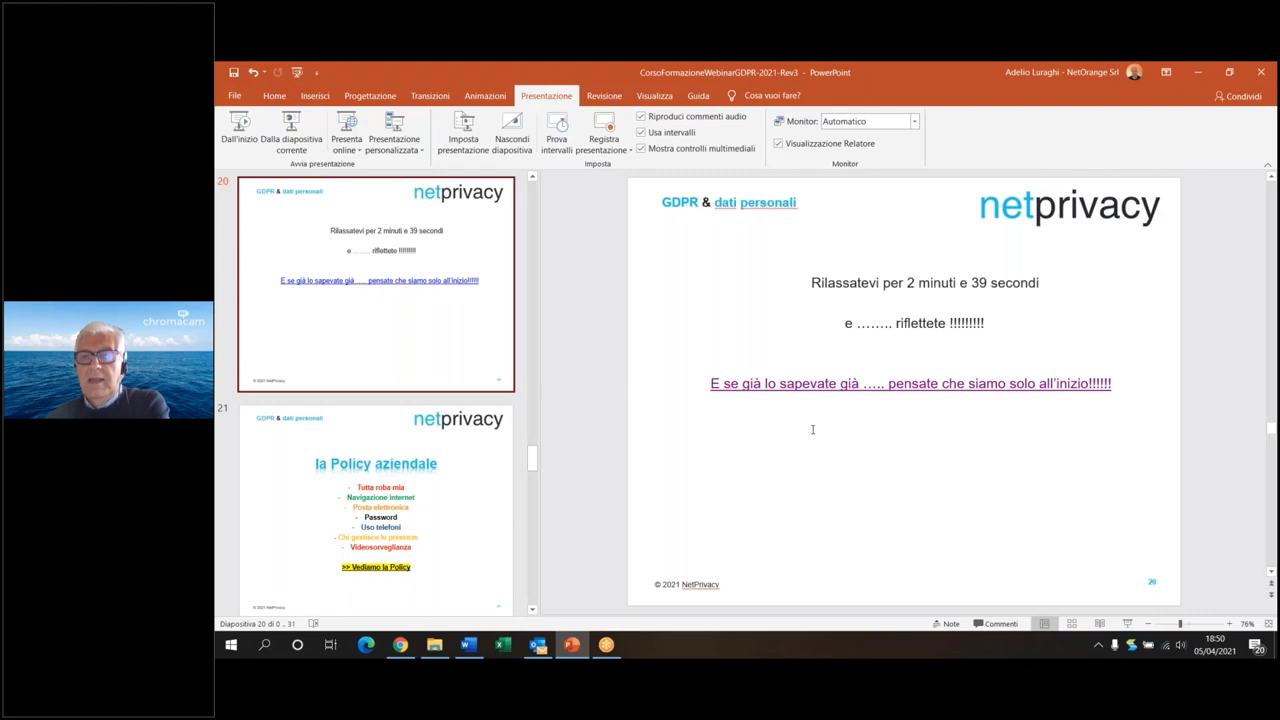 chromacam
CorsoFormazioneWebinarGDPR-2021-Rev3 - PowerPoint
Adelio Luraghi - NetOrange Srl
File
Home
Inserisci
Progettazione
Transizioni
Animazioni
Presentazione
Revisione
Visualizza
Guida
Cosa vuoi fare?
Condividi
Dall'inizio
Dalla diapositiva corrente
Presenta online
Presentazione personalizzata
Avvia presentazione
Imposta presentazione
Nascondi diapositiva
Prova intervalli
Registra presentazione
Riproduci commenti audio
Usa intervalli
Mostra controlli multimediali
Imposta
Monitor:
Automatico
Visualizzazione Relatore
Monitor
20
GDPR & dati personali
netprivacy
Rilassatevi per 2 minuti e 39 secondi
e …….. riflettete !!!!!!!!!
E se già lo sapevate già ….. pensate che siamo solo all'inizio!!!!!!
© 2021 NetPrivacy
21
GDPR & dati personali
netprivacy
la Policy aziendale
- Tutta roba mia
- Navigazione internet
- Posta elettronica
- Password
- Uso telefoni
- Chi gestisce le presenze
- Videosorveglianza
>> Vediamo la Policy
© 2021 NetPrivacy
GDPR & dati personali
netprivacy
Rilassatevi per 2 minuti e 39 secondi
e …….. riflettete !!!!!!!!!
E se già lo sapevate già ….. pensate che siamo solo all'inizio!!!!!!
© 2021 NetPrivacy
20
Diapositiva 20 di 0 .. 31
Note
Commenti
76%
18:50
05/04/2021
20